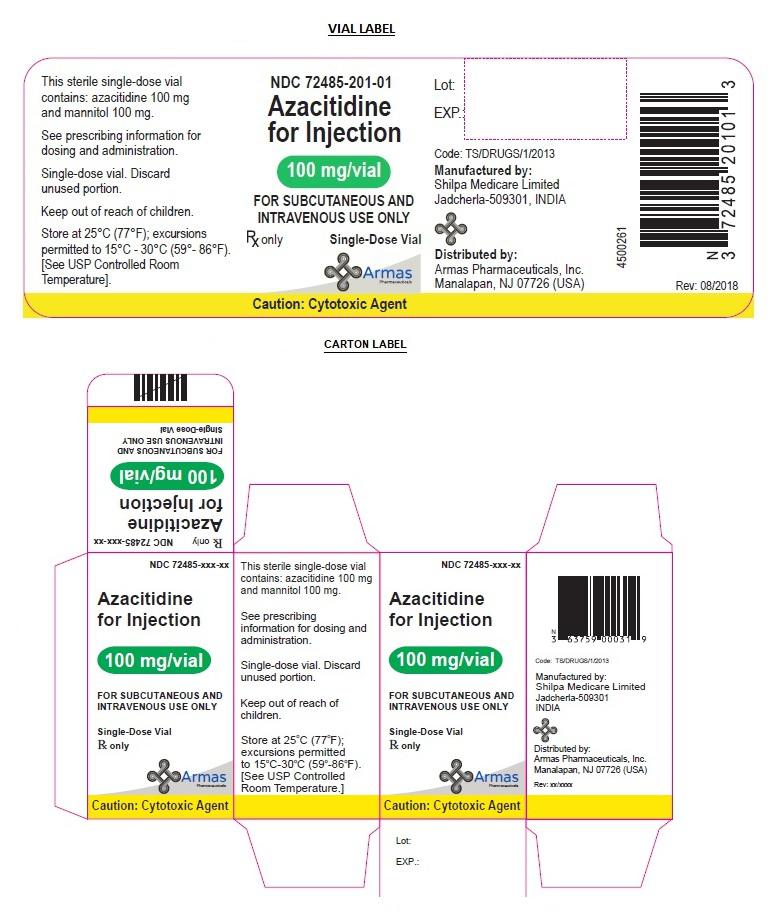 VIAL LABEL
This sterile single-dose vial
contains: azacitidine 100 mg
and mannitol 100 mg.
See prescribing information for
dosing and administration.
Single-dose vial. Discard
unused portion.
Keep out of reach of children.
Store at 25°C (77°F); excursions
permitted to 15°C - 30°C (59°- 86°F).
[See USP Controlled Room
Temperature].
NDC 72485-201-01
Azacitidine
for Injection
100 mg/vial
FOR SUBCUTANEOUS AND
INTRAVENOUS USE ONLY
Rx only Single-Dose Vial
Armas
Pharmaceuticals
Caution: Cytotoxic Agent
Lot:
EXP.:
Code: TS/DRUGS/1/2013
Manufactured by:
Shilpa Medicare Limited
Jadcherla-509301, INDIA
Distributed by:
Armas Pharmaceuticals, Inc.
Manalapan, NJ 07726 (USA)
4500261
N
3 72485 20101 3
Rev: 08/2018
CARTON LABEL
Rx only NDC 72485-xxx-xx
Azacitidine
for Injection
100 mg/vial
FOR SUBCUTANEOUS AND
INTRAVENOUS USE ONLY
Single-Dose Vial
NDC 72485-xxx-xx
Azacitidine
for Injection
100 mg/vial
FOR SUBCUTANEOUS AND
INTRAVENOUS USE ONLY
Single-Dose Vial
Rx only
Armas
Pharmaceuticals
Caution: Cytotoxic Agent
This sterile single-dose vial
contains: azacitidine 100 mg
and mannitol 100 mg.
See prescribing
information for dosing and
administration.
Single-dose vial. Discard
unused portion.
Keep out of reach of
children.
Store at 25°C (77°F);
excursions permitted
to 15°C-30°C (59°-86°F).
[See USP Controlled
Room Temperature.]
NDC 72485-xxx-xx
Azacitidine
for Injection
100 mg/vial
FOR SUBCUTANEOUS AND
INTRAVENOUS USE ONLY
Single-Dose Vial
Rx only
Armas
Pharmaceuticals
Caution: Cytotoxic Agent
Lot:
EXP.:
N
3 63759 00031 9
Code: TS/DRUGS/1/2013
Manufactured by:
Shilpa Medicare Limited
Jadcherla-509301
INDIA
Distributed by:
Armas Pharmaceuticals, Inc.
Manalapan, NJ 07726 (USA)
Rev: xx/xxxx